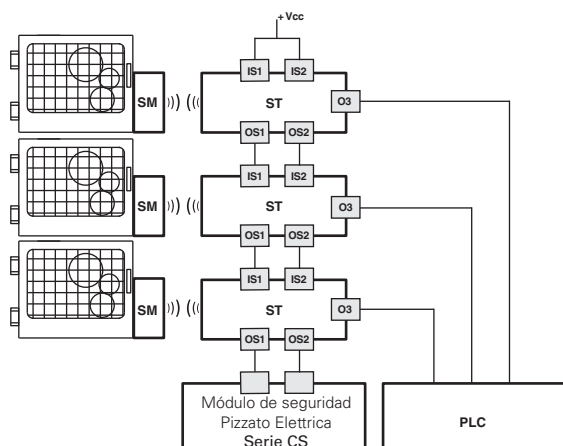 + Vcc
IS1 IS2
SM ST O3
OS1 OS2
IS1 IS2
SM ST O3
OS1 OS2
IS1 IS2
SM ST O3
OS1 OS2
Módulo de seguridad
Pizzato Elettrica
Serie CS
PLC